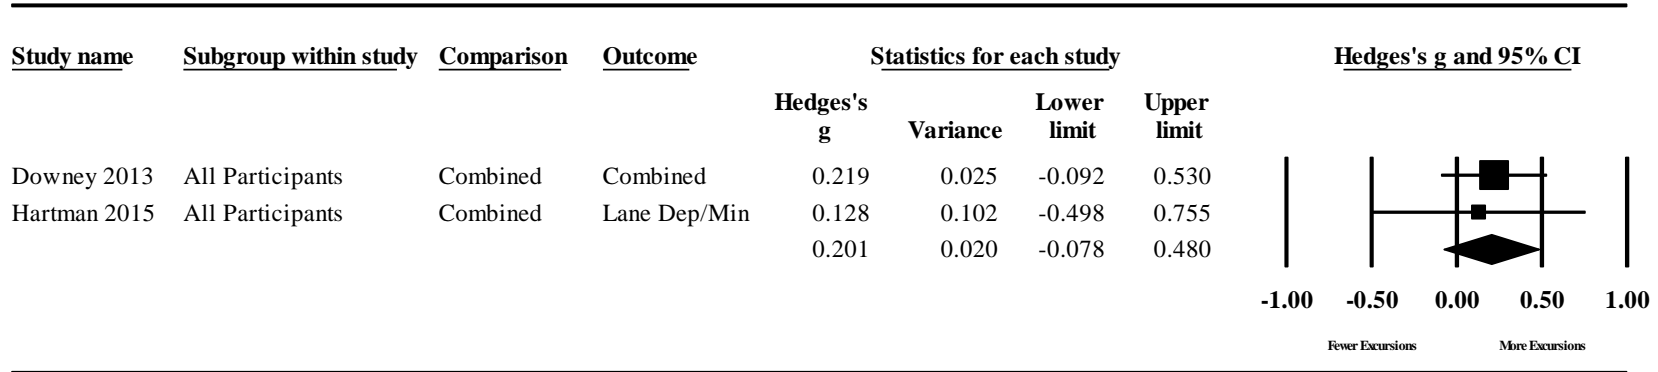 Study name Subgroup within study Comparison Outcome Statistics for each study Hedges's g and 95% CI
Hedges's Lower Upper
g Variance limit limit
Downey 2013 All Participants Combined Combined 0.219 0.025 -0.092 0.530
Hartman 2015 All Participants Combined Lane Dep/Min 0.128 0.102 -0.498 0.755
0.201 0.020 -0.078 0.480
-1.00 -0.50 0.00 0.50 1.00
Fewer Excursions More Excursions